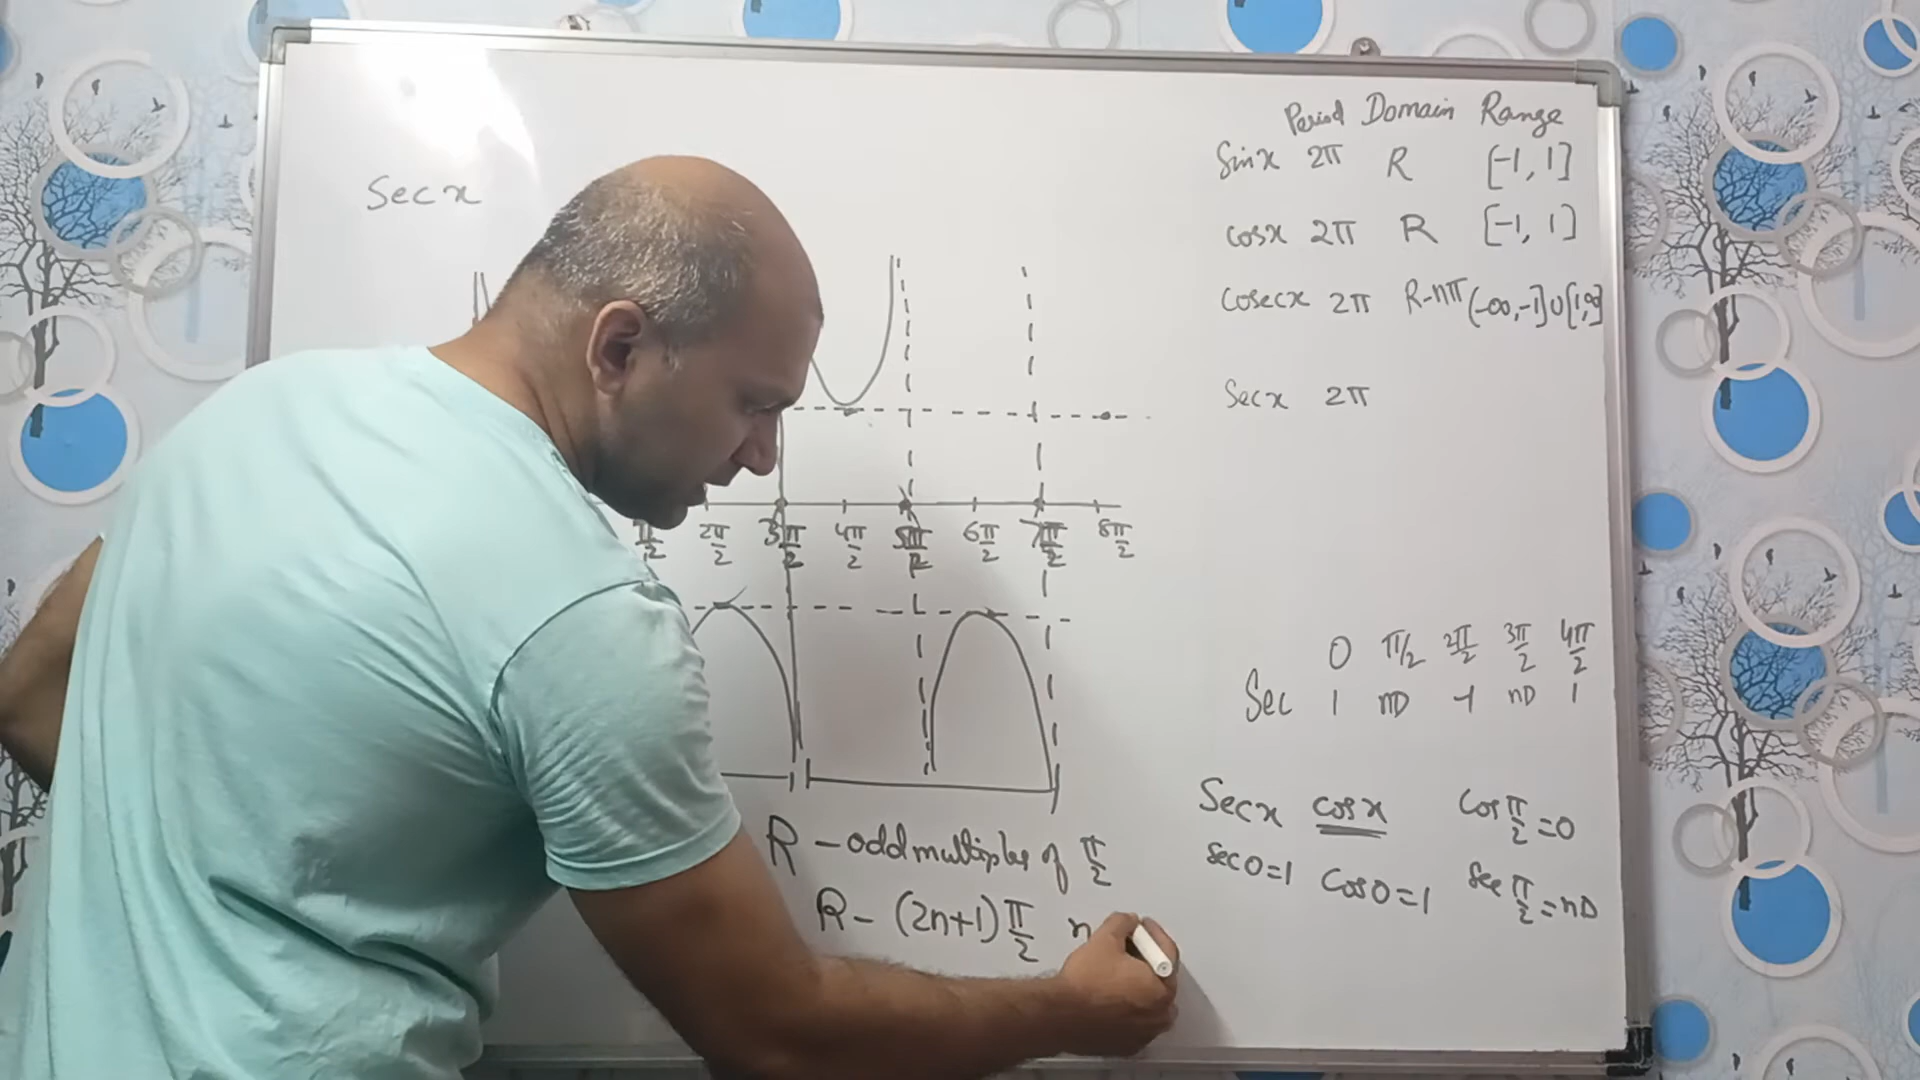 Secx
Period Domain Range
Sinx 2π R [-1, 1]
cosx 2π R [-1, 1]
Cosecx 2π R-nπ (-∞,-1]∪[1,∞]
Secx 2π
π/2 2π/2 3π/2 4π/2 5π/2 6π/2 7π/2 8π/2
0 π/2 2π/2 3π/2 4π/2
Sec 1 nD -1 nD 1
Secx cosx Cos π/2 =0
sec0=1 Cos0=1 Sec π/2 =nD
R - odd multiples of π/2
R - (2n+1) π/2 n